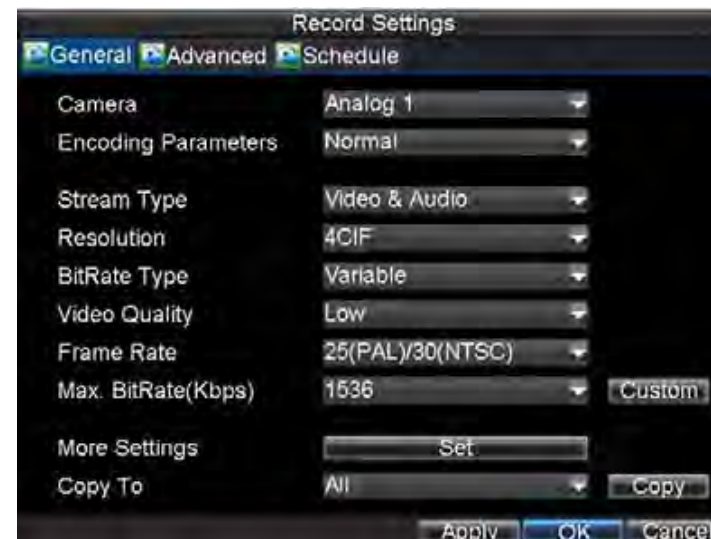 Record Settings
General Advanced Schedule
Camera Analog 1
Encoding Parameters Normal
Stream Type Video & Audio
Resolution 4CIF
BitRate Type Variable
Video Quality Low
Frame Rate 25(PAL)/30(NTSC)
Max. BitRate(Kbps) 1536 Custom
More Settings Set
Copy To All Copy
Apply OK Cancel